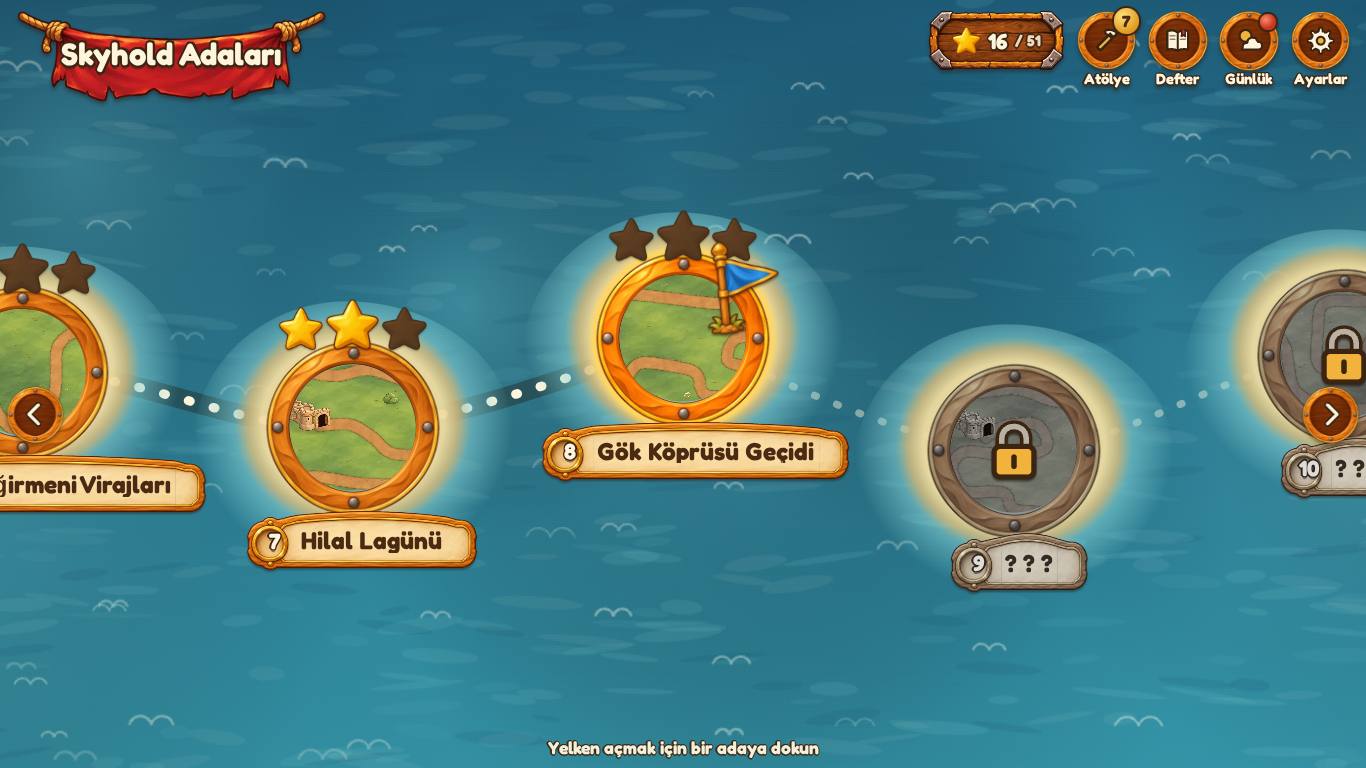 Skyhold Adaları
16 / 51
7
Atölye
Defter
Günlük
Ayarlar
Virajları
7 Hilal Lagünü
8 Gök Köprüsü Geçidi
9 ? ? ?
10 ? ?
Yelken açmak için bir adaya dokun